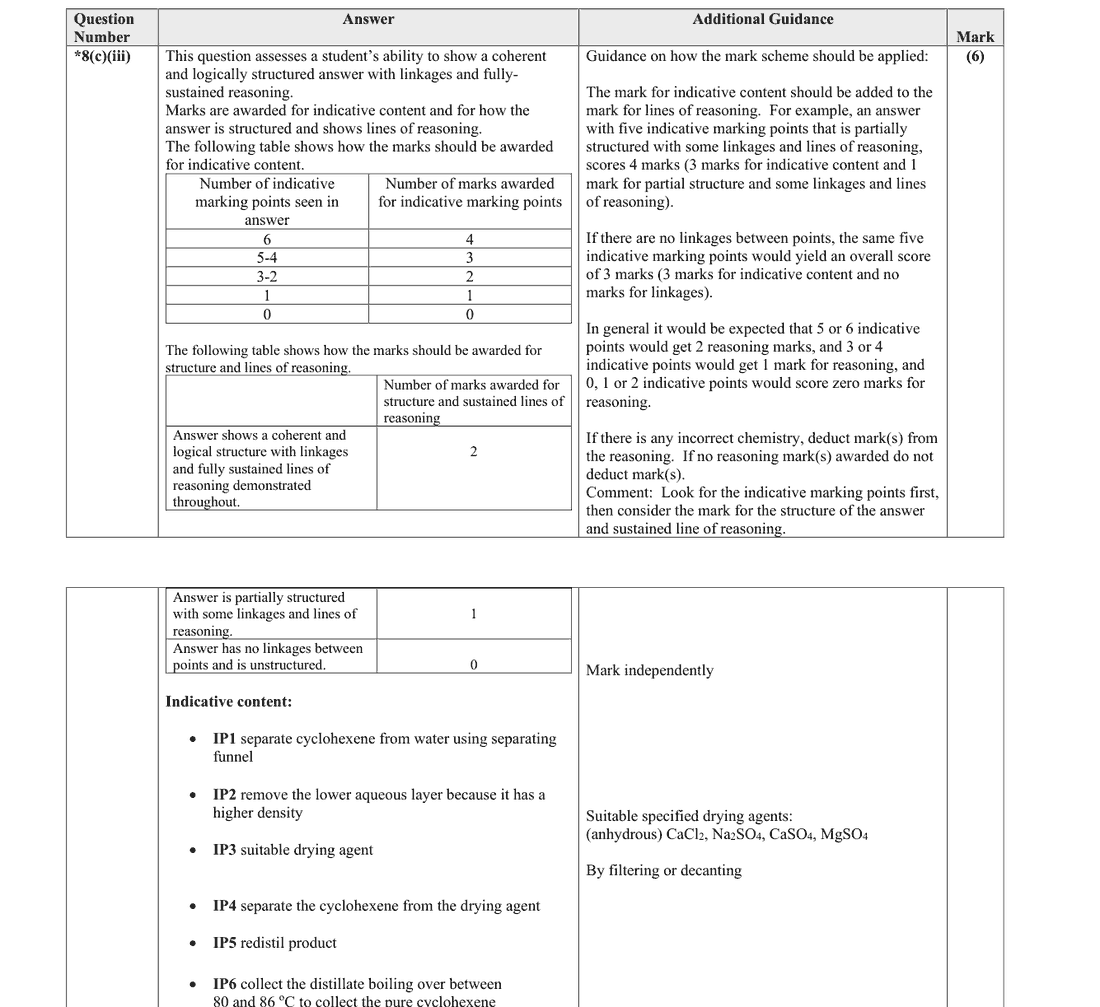 Question Number
Answer
Additional Guidance
Mark
*8(c)(iii)
This question assesses a student's ability to show a coherent
and logically structured answer with linkages and fully-
sustained reasoning.
Marks are awarded for indicative content and for how the
answer is structured and shows lines of reasoning.
The following table shows how the marks should be awarded
for indicative content.
Number of indicative
marking points seen in
answer
Number of marks awarded
for indicative marking points
6
4
5-4
3
3-2
2
1
1
0
0
The following table shows how the marks should be awarded for
structure and lines of reasoning.
Number of marks awarded for
structure and sustained lines of
reasoning
Answer shows a coherent and
logical structure with linkages
and fully sustained lines of
reasoning demonstrated
throughout.
2
Guidance on how the mark scheme should be applied:
The mark for indicative content should be added to the
mark for lines of reasoning. For example, an answer
with five indicative marking points that is partially
structured with some linkages and lines of reasoning,
scores 4 marks (3 marks for indicative content and 1
mark for partial structure and some linkages and lines
of reasoning).
If there are no linkages between points, the same five
indicative marking points would yield an overall score
of 3 marks (3 marks for indicative content and no
marks for linkages).
In general it would be expected that 5 or 6 indicative
points would get 2 reasoning marks, and 3 or 4
indicative points would get 1 mark for reasoning, and
0, 1 or 2 indicative points would score zero marks for
reasoning.
If there is any incorrect chemistry, deduct mark(s) from
the reasoning. If no reasoning mark(s) awarded do not
deduct mark(s).
Comment: Look for the indicative marking points first,
then consider the mark for the structure of the answer
and sustained line of reasoning.
(6)
Answer is partially structured
with some linkages and lines of
reasoning.
1
Answer has no linkages between
points and is unstructured.
0
Mark independently
Indicative content:
• IP1 separate cyclohexene from water using separating
funnel
• IP2 remove the lower aqueous layer because it has a
higher density
• IP3 suitable drying agent
Suitable specified drying agents:
(anhydrous) CaCl₂, Na₂SO₄, CaSO₄, MgSO₄
By filtering or decanting
• IP4 separate the cyclohexene from the drying agent
• IP5 redistil product
• IP6 collect the distillate boiling over between
80 and 86 °C to collect the pure cyclohexene